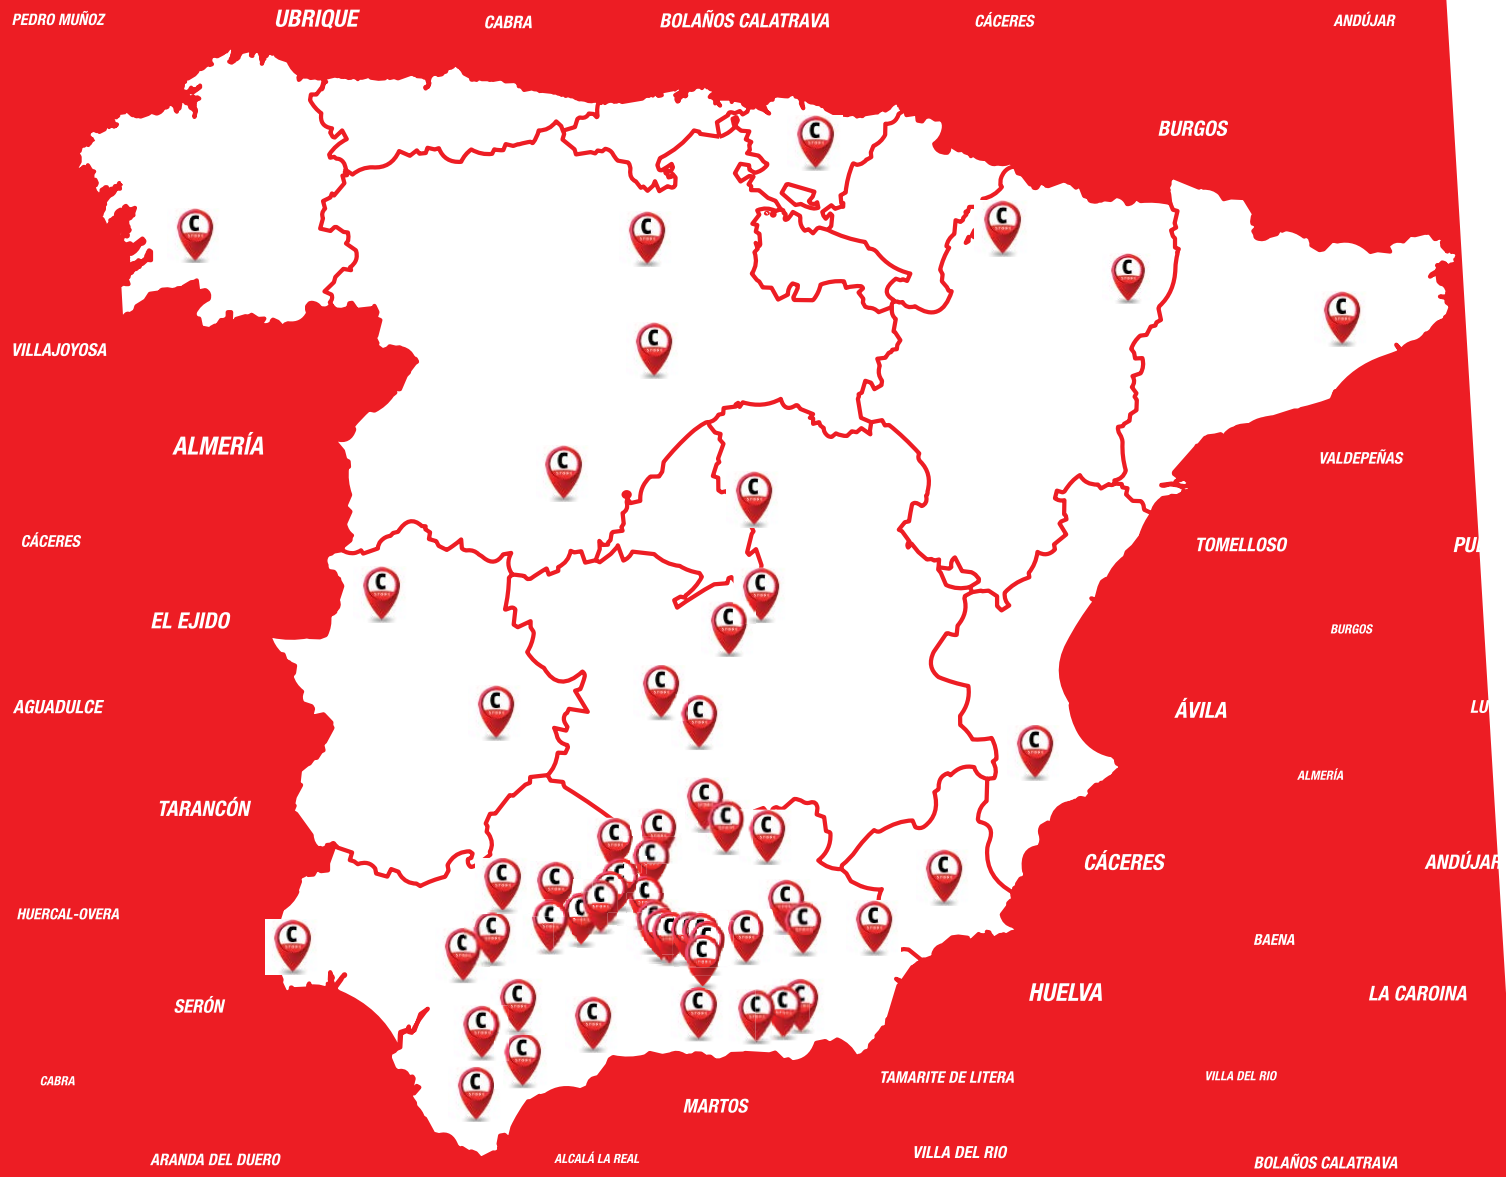 PEDRO MUÑOZ
UBRIQUE
CABRA
BOLAÑOS CALATRAVA
CÁCERES
ANDÚJAR
BURGOS
VILLAJOYOSA
ALMERÍA
VALDEPEÑAS
CÁCERES
TOMELLOSO
EL EJIDO
BURGOS
AGUADULCE
ÁVILA
LU
ALMERÍA
TARANCÓN
CÁCERES
ANDÚJAR
HUERCAL-OVERA
BAENA
SERÓN
HUELVA
LA CAROINA
CABRA
TAMARITE DE LITERA
VILLA DEL RIO
MARTOS
ARANDA DEL DUERO
ALCALÁ LA REAL
VILLA DEL RIO
BOLAÑOS CALATRAVA